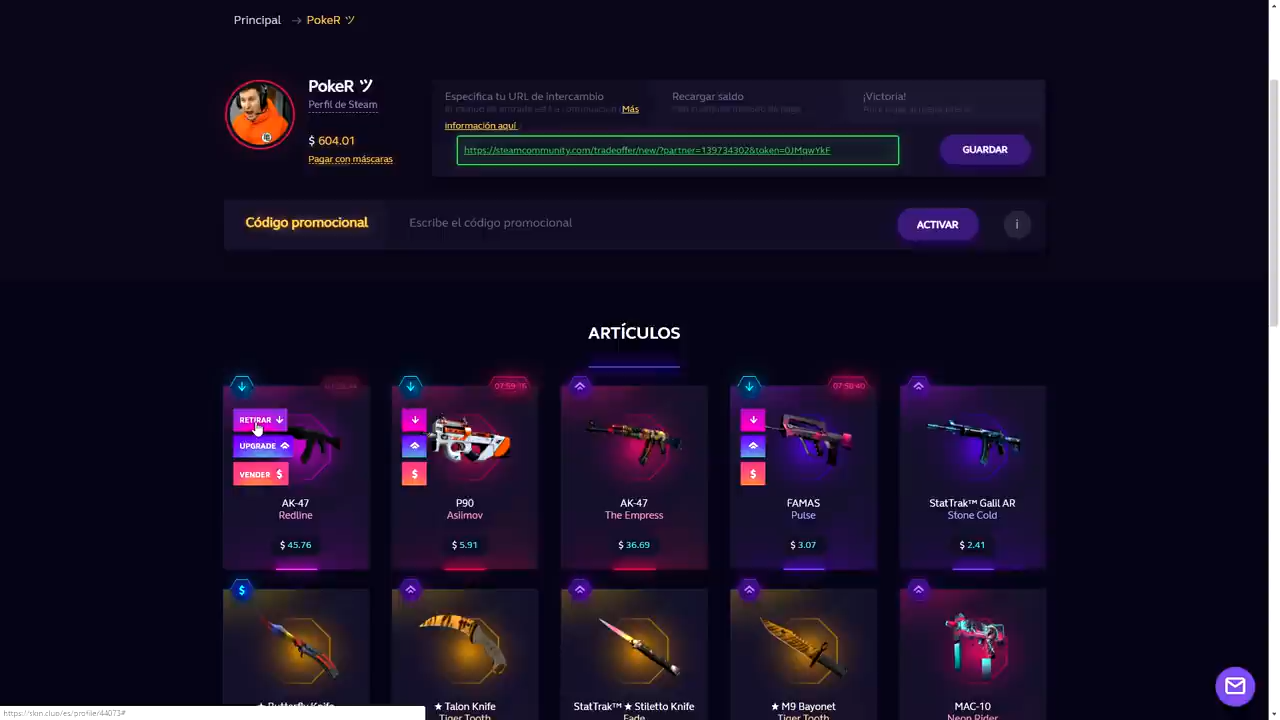 Principal → PokeR ツ
PokeR ツ
Perfil de Steam
$ 604.01
Pagar con máscaras
Especifica tu URL de intercambio
Más
información aquí.
Recargar saldo
¡Victoria!
https://steamcommunity.com/tradeoffer/new/?partner=139734302&token=0JMqwYkF
GUARDAR
Código promocional
Escribe el código promocional
ACTIVAR
i
ARTÍCULOS
07:59:15
07:58:40
RETIRAR
UPGRADE
VENDER $
$
$
AK-47
Redline
$ 45.76
P90
Asiimov
$ 5.91
AK-47
The Empress
$ 36.69
FAMAS
Pulse
$ 3.07
StatTrak™ Galil AR
Stone Cold
$ 2.41
$
★ Butterfly Knife
★ Talon Knife
Tiger Tooth
StatTrak™ ★ Stiletto Knife
Fade
★ Bayonet
Tiger Tooth
MAC-10
Neon Rider
https://skin.club/es/profile/44073#